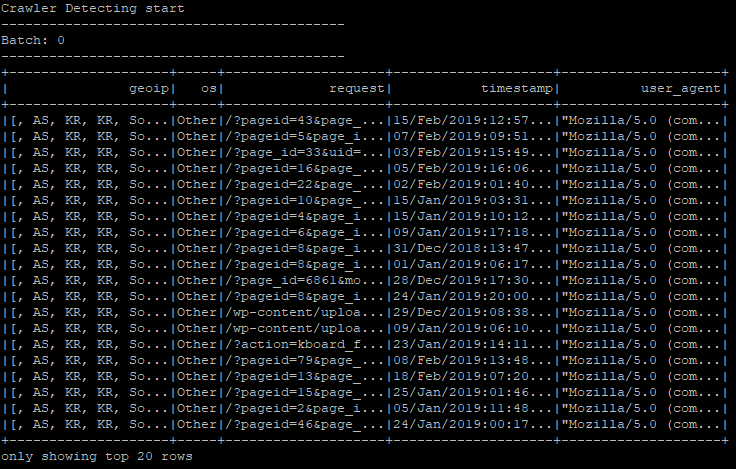 Crawler Detecting start
-------------------------------------------
Batch: 0
-------------------------------------------
+--------------------+-----+--------------------+--------------------+--------------------+
|               geoip|   os|             request|           timestamp|          user_agent|
+--------------------+-----+--------------------+--------------------+--------------------+
|[, AS, KR, KR, So...|Other|/?pageid=43&page_...|15/Feb/2019:12:57...|"Mozilla/5.0 (com...|
|[, AS, KR, KR, So...|Other|/?pageid=5&page_i...|07/Feb/2019:09:51...|"Mozilla/5.0 (com...|
|[, AS, KR, KR, So...|Other|/?page_id=33&uid=...|03/Feb/2019:15:49...|"Mozilla/5.0 (com...|
|[, AS, KR, KR, So...|Other|/?pageid=16&page_...|05/Feb/2019:16:06...|"Mozilla/5.0 (com...|
|[, AS, KR, KR, So...|Other|/?pageid=22&page_...|02/Feb/2019:01:40...|"Mozilla/5.0 (com...|
|[, AS, KR, KR, So...|Other|/?pageid=10&page_...|15/Jan/2019:03:31...|"Mozilla/5.0 (com...|
|[, AS, KR, KR, So...|Other|/?pageid=4&page_i...|15/Jan/2019:10:12...|"Mozilla/5.0 (com...|
|[, AS, KR, KR, So...|Other|/?pageid=6&page_i...|09/Jan/2019:17:18...|"Mozilla/5.0 (com...|
|[, AS, KR, KR, So...|Other|/?pageid=8&page_i...|31/Dec/2018:13:47...|"Mozilla/5.0 (com...|
|[, AS, KR, KR, So...|Other|/?pageid=8&page_i...|01/Jan/2019:06:17...|"Mozilla/5.0 (com...|
|[, AS, KR, KR, So...|Other|/?page_id=6861&mo...|28/Dec/2019:17:30...|"Mozilla/5.0 (com...|
|[, AS, KR, KR, So...|Other|/?pageid=8&page_i...|24/Jan/2019:20:00...|"Mozilla/5.0 (com...|
|[, AS, KR, KR, So...|Other|/wp-content/uploa...|29/Dec/2019:08:38...|"Mozilla/5.0 (com...|
|[, AS, KR, KR, So...|Other|/wp-content/uploa...|09/Jan/2019:06:10...|"Mozilla/5.0 (com...|
|[, AS, KR, KR, So...|Other|/?action=kboard_f...|23/Jan/2019:14:11...|"Mozilla/5.0 (com...|
|[, AS, KR, KR, So...|Other|/?pageid=79&page_...|08/Feb/2019:13:48...|"Mozilla/5.0 (com...|
|[, AS, KR, KR, So...|Other|/?pageid=13&page_...|18/Feb/2019:07:20...|"Mozilla/5.0 (com...|
|[, AS, KR, KR, So...|Other|/?pageid=15&page_...|25/Jan/2019:01:46...|"Mozilla/5.0 (com...|
|[, AS, KR, KR, So...|Other|/?pageid=2&page_i...|05/Jan/2019:11:48...|"Mozilla/5.0 (com...|
|[, AS, KR, KR, So...|Other|/?pageid=46&page_...|24/Jan/2019:00:17...|"Mozilla/5.0 (com...|
+--------------------+-----+--------------------+--------------------+--------------------+
only showing top 20 rows